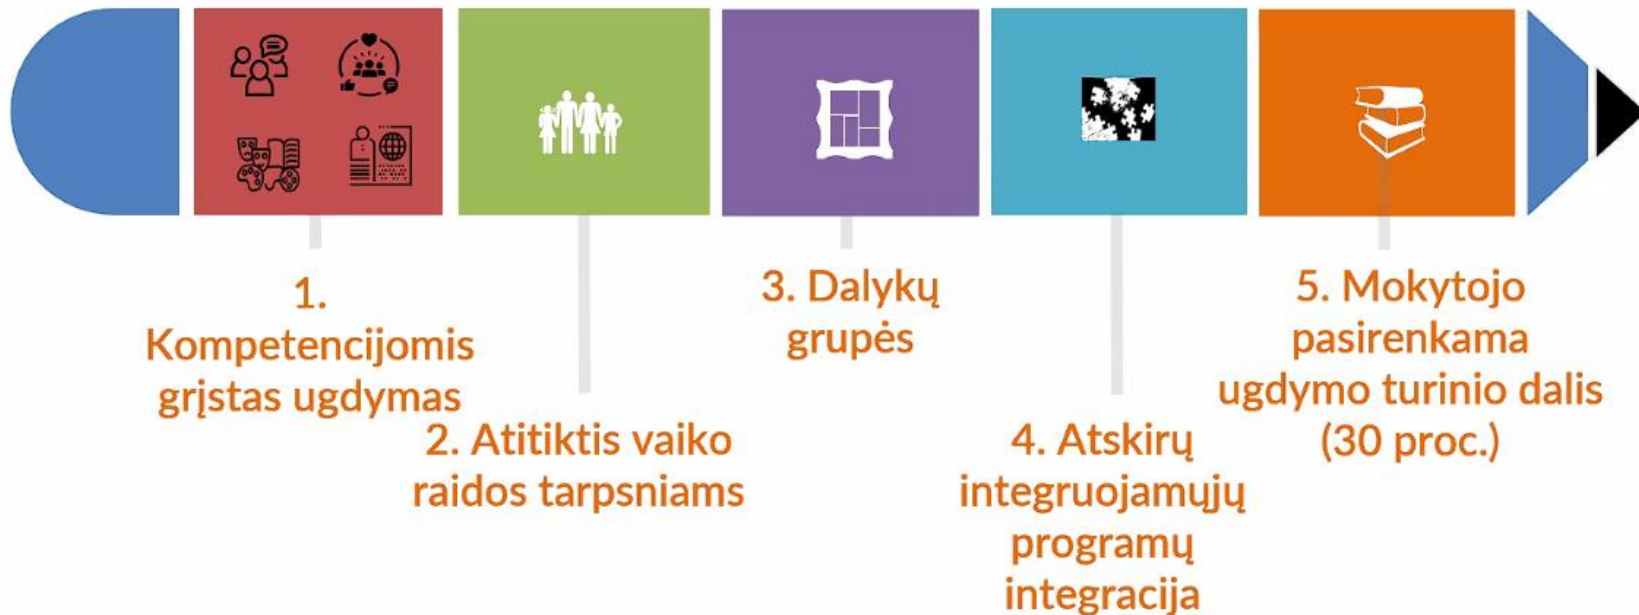 1.
Kompetencijomis
grįstas ugdymas
2. Atitiktis vaiko
raidos tarpsniams
3. Dalykų
grupės
4. Atskirų
integruojamųjų
programų
integracija
5. Mokytojo
pasirenkama
ugdymo turinio dalis
(30 proc.)